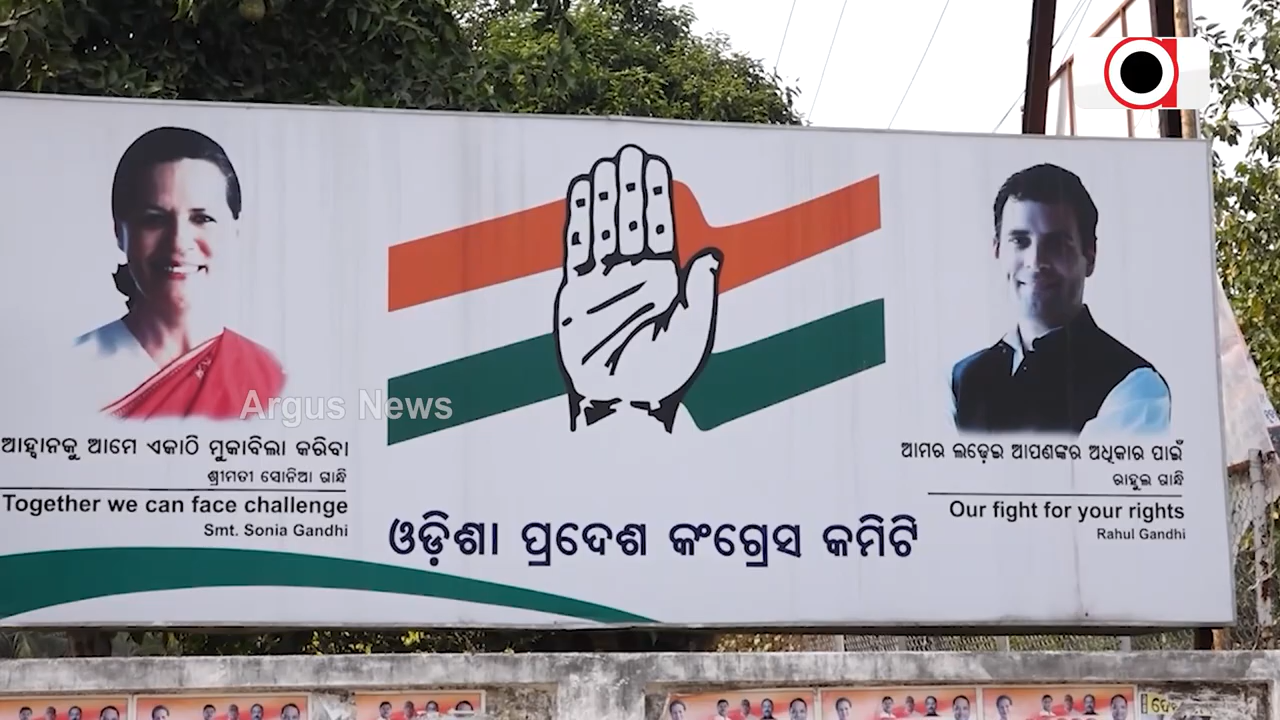 ଆହ୍ୱାନକୁ ଆମେ ଏକାଠି ମୁକାବିଲା କରିବା
ଶ୍ରୀମତୀ ସୋନିଆ ଗାନ୍ଧି
Together we can face challenge
Smt. Sonia Gandhi
Argus News
ଓଡ଼ିଶା ପ୍ରଦେଶ କଂଗ୍ରେସ କମିଟି
ଆମର ଲଢ଼େଇ ଆପଣଙ୍କର ଅଧିକାର ପାଇଁ
ରାହୁଲ ଗାନ୍ଧି
Our fight for your rights
Rahul Gandhi